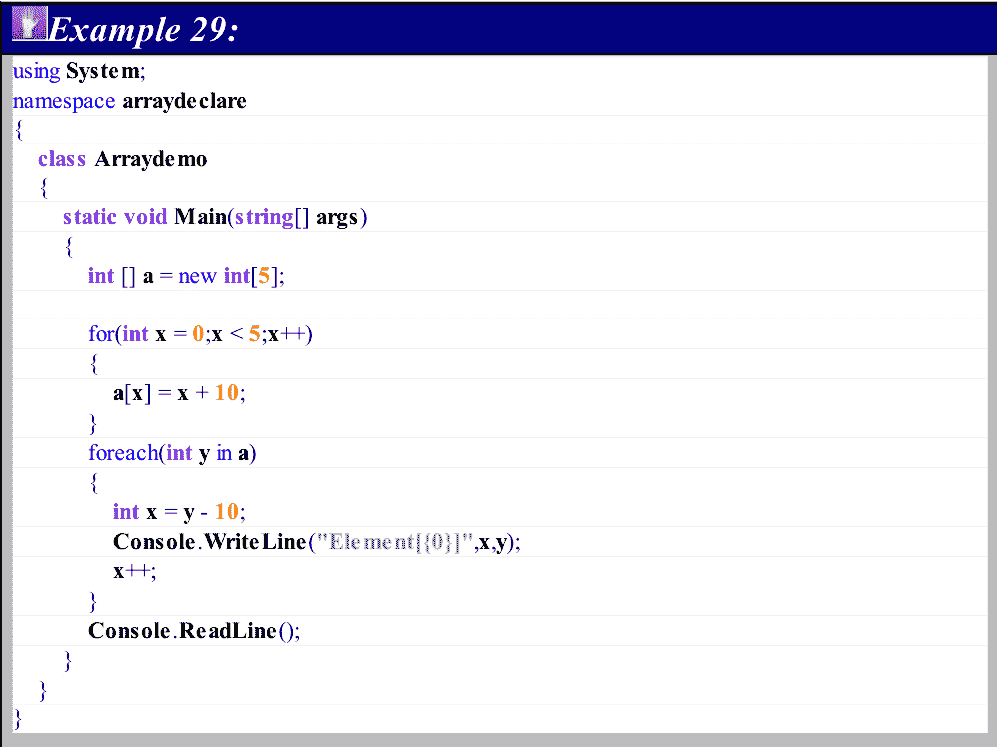 Example 29:
using System;
namespace arraydeclare
{
class Arraydemo
{
static void Main(string[] args)
{
int [] a = new int[5];
for(int x = 0;x < 5;x++)
{
a[x] = x + 10;
}
foreach(int y in a)
{
int x = y - 10;
Console.WriteLine("Element[{0}]",x,y);
x++;
}
Console.ReadLine();
}
}
}